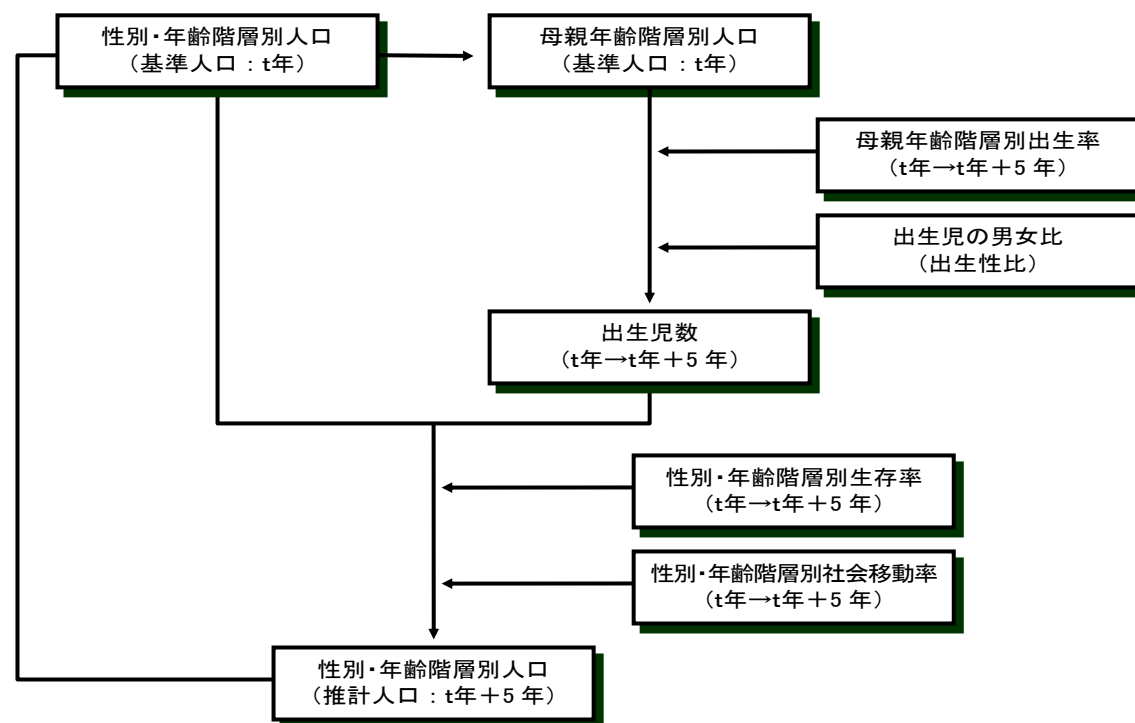 性別・年齢階層別人口
（基準人口：t年）
母親年齢階層別人口
（基準人口：t年）
母親年齢階層別出生率
（t年→t年＋5 年）
出生児の男女比
（出生性比）
出生児数
（t年→t年＋5 年）
性別・年齢階層別生存率
（t年→t年＋5 年）
性別・年齢階層別社会移動率
（t年→t年＋5 年）
性別・年齢階層別人口
（推計人口：t年＋5 年）